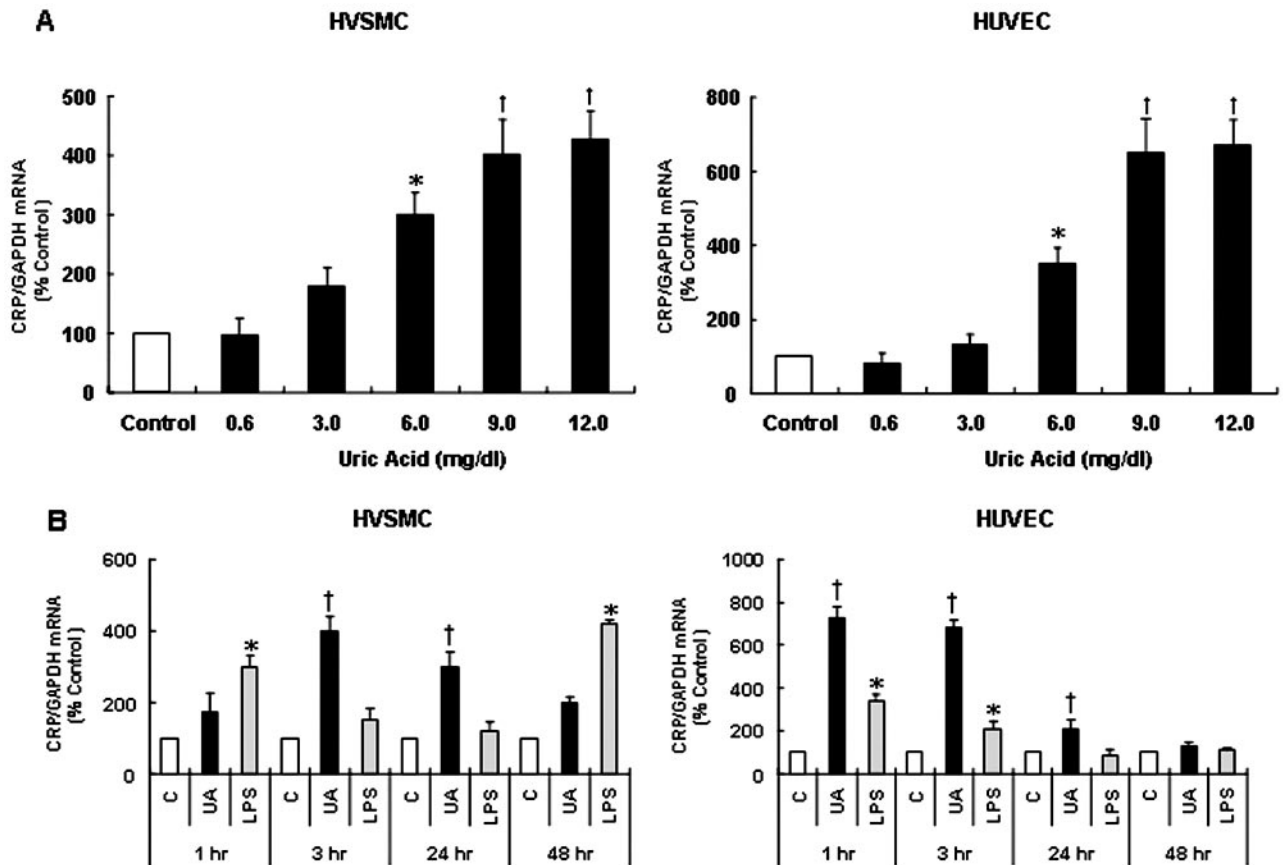 A
HVSMC
HUVEC
CRP/GAPDH mRNA
(% Control)
500
400
300
200
100
0
Control 0.6 3.0 6.0 9.0 12.0
Uric Acid (mg/dl)
* † †
CRP/GAPDH mRNA
(% Control)
800
600
400
200
0
Control 0.6 3.0 6.0 9.0 12.0
Uric Acid (mg/dl)
* † †
B
HVSMC
HUVEC
CRP/GAPDH mRNA
(% Control)
600
400
200
0
* † † *
C UA LPS C UA LPS C UA LPS C UA LPS
1 hr 3 hr 24 hr 48 hr
CRP/GAPDH mRNA
(% Control)
1000
800
600
400
200
0
† * † * †
C UA LPS C UA LPS C UA LPS C UA LPS
1 hr 3 hr 24 hr 48 hr